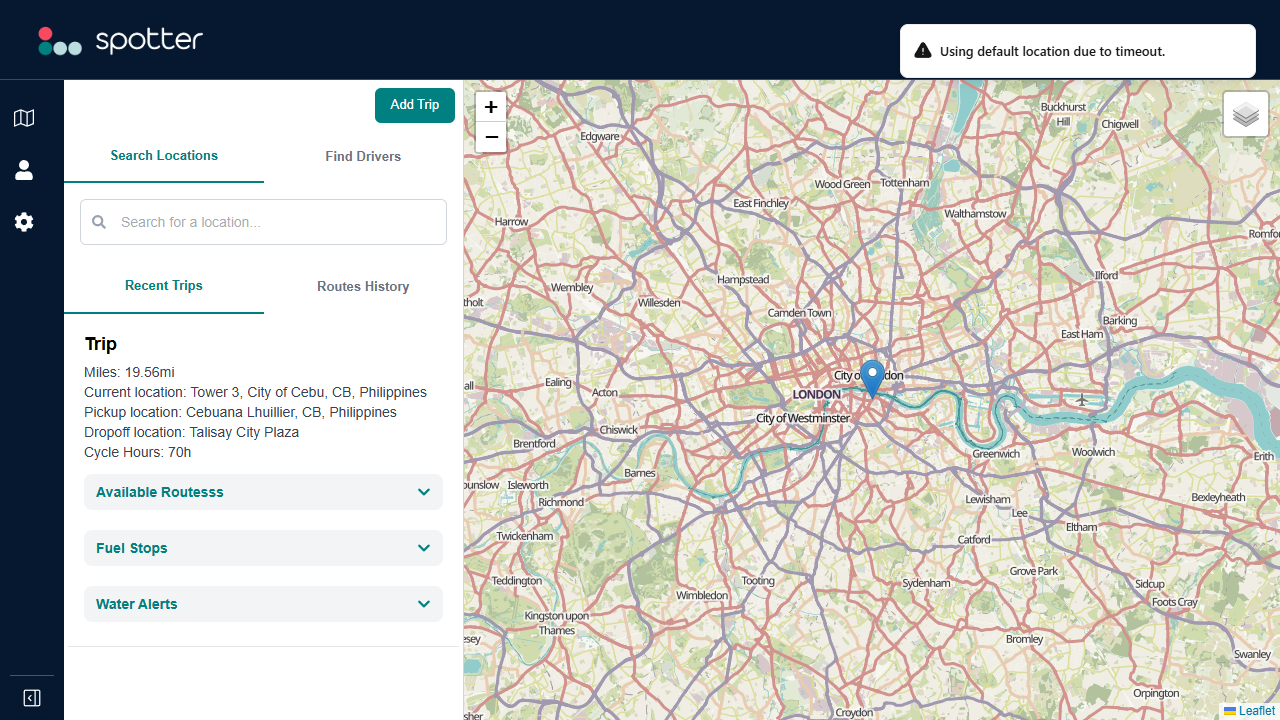 spotter
Using default location due to timeout.
Add Trip
Search Locations
Find Drivers
Search for a location...
Recent Trips
Routes History
Trip
Miles: 19.56mi
Current location: Tower 3, City of Cebu, CB, Philippines
Pickup location: Cebuana Lhuillier, CB, Philippines
Dropoff location: Talisay City Plaza
Cycle Hours: 70h
Available Routesss
Fuel Stops
Water Alerts
+
−
Buckhurst
Hill
Chigwell
Edgware
Wood Green
Tottenham
East Finchley
Walthamstow
Harrow
Romfo
Hampstead
Ilford
Wembley
Willesden
tholt
Camden Town
Barking
East Ham
City of
don
all
Ealing
Acton
LONDON
City of Westminster
Chiswick
Brentford
Greenwich
Woolwich
Erith
Barnes
ounslow
Isleworth
Richmond
Lewisham
Lee
Bexleyheath
Eltham
Twickenham
Catford
Grove Park
Teddington
Tooting
Sydenham
Sidcup
Wimbledon
Foots Cray
Kingston upon
Thames
esey
Bromley
Swanley
Orpington
sher
Croydon
Leaflet